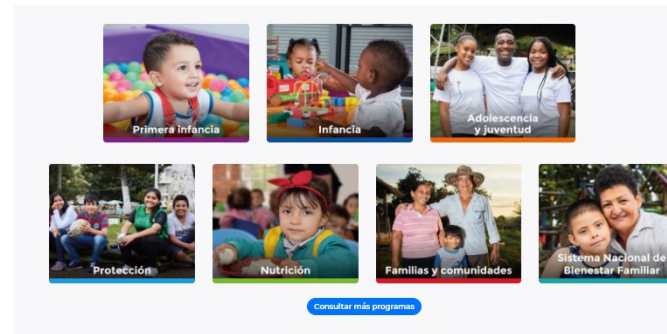 Primera infancia
Infancia
Adolescencia
y juventud
Protección
Nutrición
Familias y comunidades
Sistema Nacional de
Bienestar Familiar
Consultar más programas